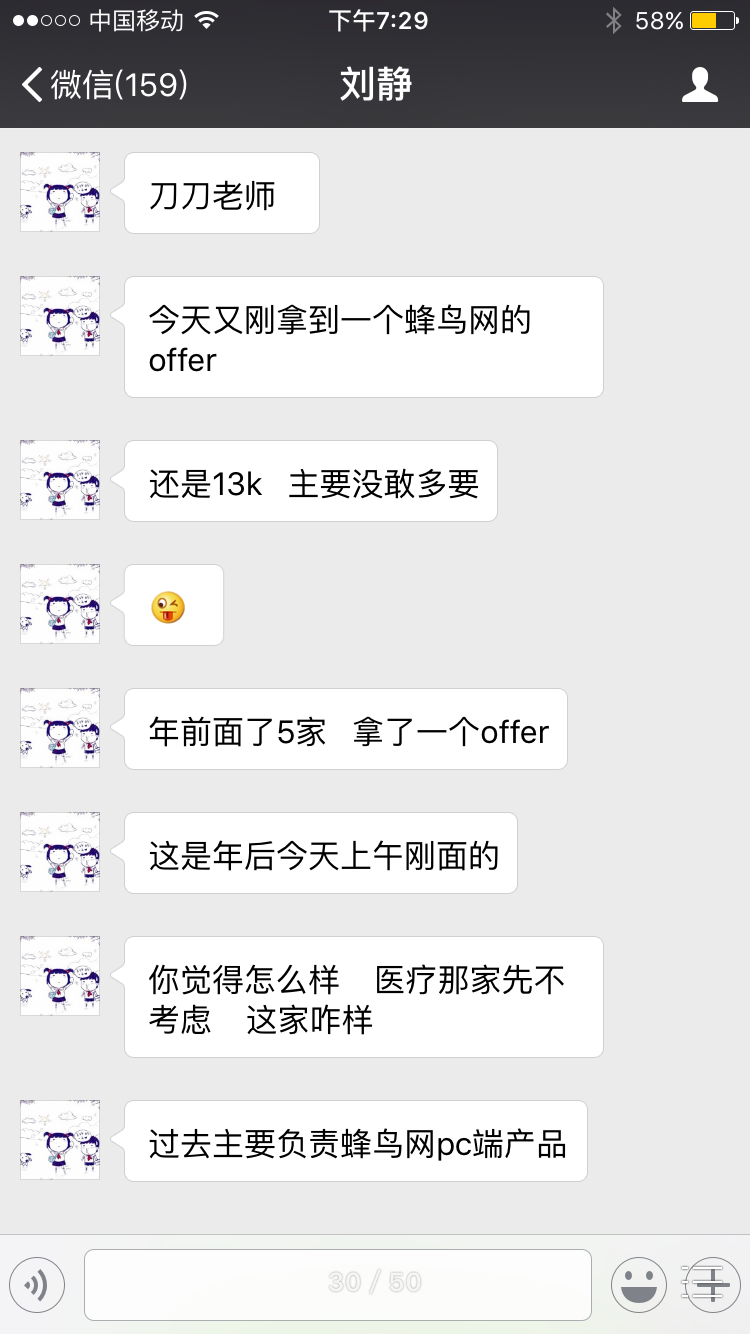 中国移动 下午7:29 58%
微信(159) 刘静
刀刀老师
今天又刚拿到一个蜂鸟网的
offer
还是13k 主要没敢多要
年前面了5家 拿了一个offer
这是年后今天上午刚面的
你觉得怎么样 医疗那家先不
考虑 这家咋样
过去主要负责蜂鸟网pc端产品
30 / 50